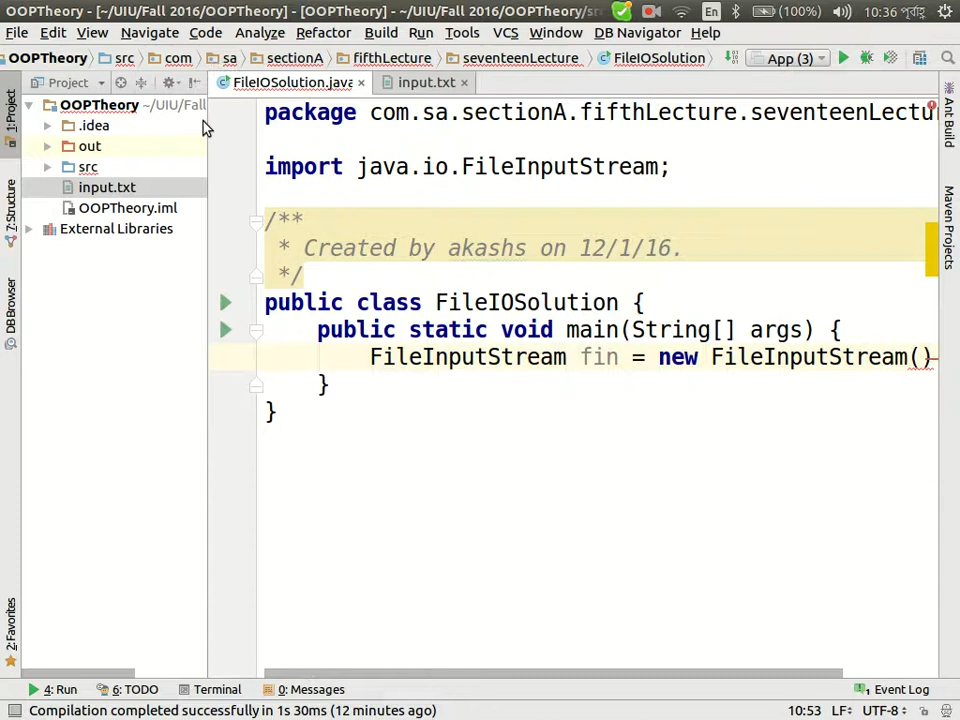 OOPTheory - [~/UIU/Fall 2016/OOPTheory] - [OOPTheory] - ~/UIU/Fall 2016/OOPTheory/sr En (100%) 10:36 পূর্বাহ্ণ
File Edit View Navigate Code Analyze Refactor Build Run Tools VCS Window DB Navigator Help
OOPTheory src com sa sectionA fifthLecture seventeenLecture FileIOSolution App (3)
Project FileIOSolution.java input.txt
OOPTheory ~/UIU/Fall
.idea
out
src
input.txt
OOPTheory.iml
External Libraries
1: Project
7: Structure
DB Browser
2: Favorites
package com.sa.sectionA.fifthLecture.seventeenLectur
import java.io.FileInputStream;
/**
* Created by akashs on 12/1/16.
*/
public class FileIOSolution {
public static void main(String[] args) {
FileInputStream fin = new FileInputStream()
}
}
Ant Build
Maven Projects
4: Run 6: TODO Terminal 0: Messages 1 Event Log
Compilation completed successfully in 1s 30ms (12 minutes ago) 10:53 LF UTF-8